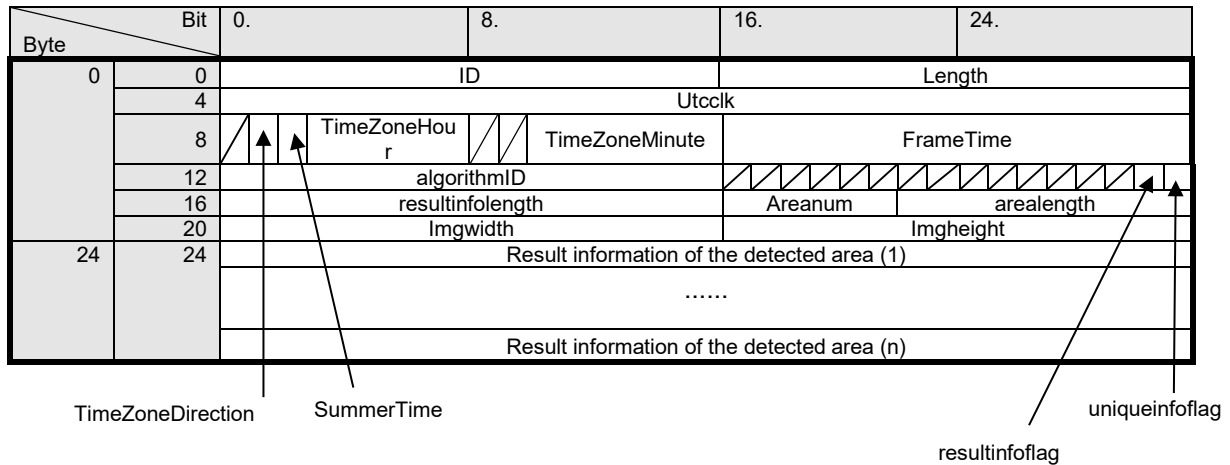 Bit 0. 8. 16. 24.
Byte
0 0 ID Length
4 Utcclk
8 TimeZoneHou
r TimeZoneMinute FrameTime
12 algorithmID
16 resultinfolength Areanum arealength
20 Imgwidth Imgheight
24 24 Result information of the detected area (1)
……
Result information of the detected area (n)
TimeZoneDirection SummerTime uniqueinfoflag
resultinfoflag